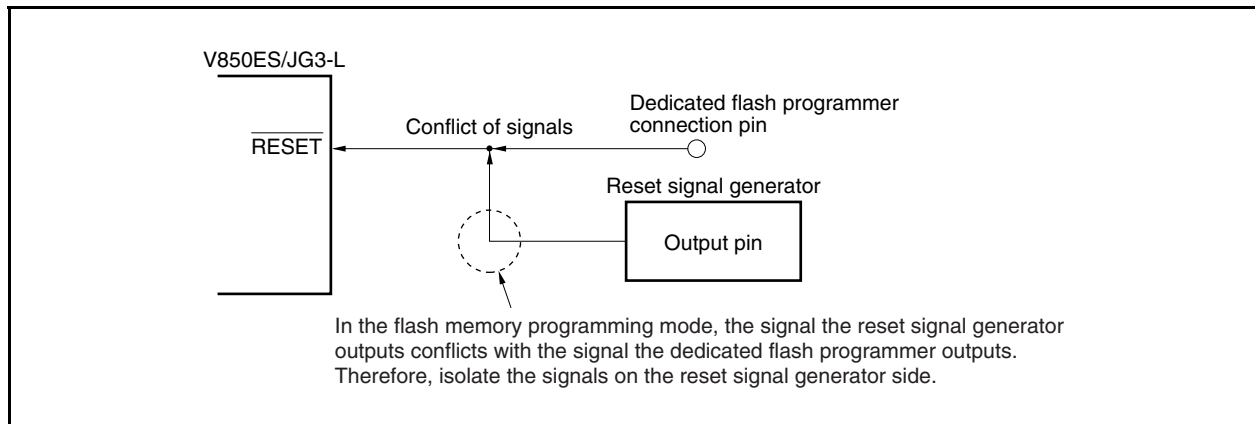 V850ES/JG3-L
Dedicated flash programmer
connection pin
Conflict of signals
RESET
Reset signal generator
Output pin
In the flash memory programming mode, the signal the reset signal generator
outputs conflicts with the signal the dedicated flash programmer outputs.
Therefore, isolate the signals on the reset signal generator side.